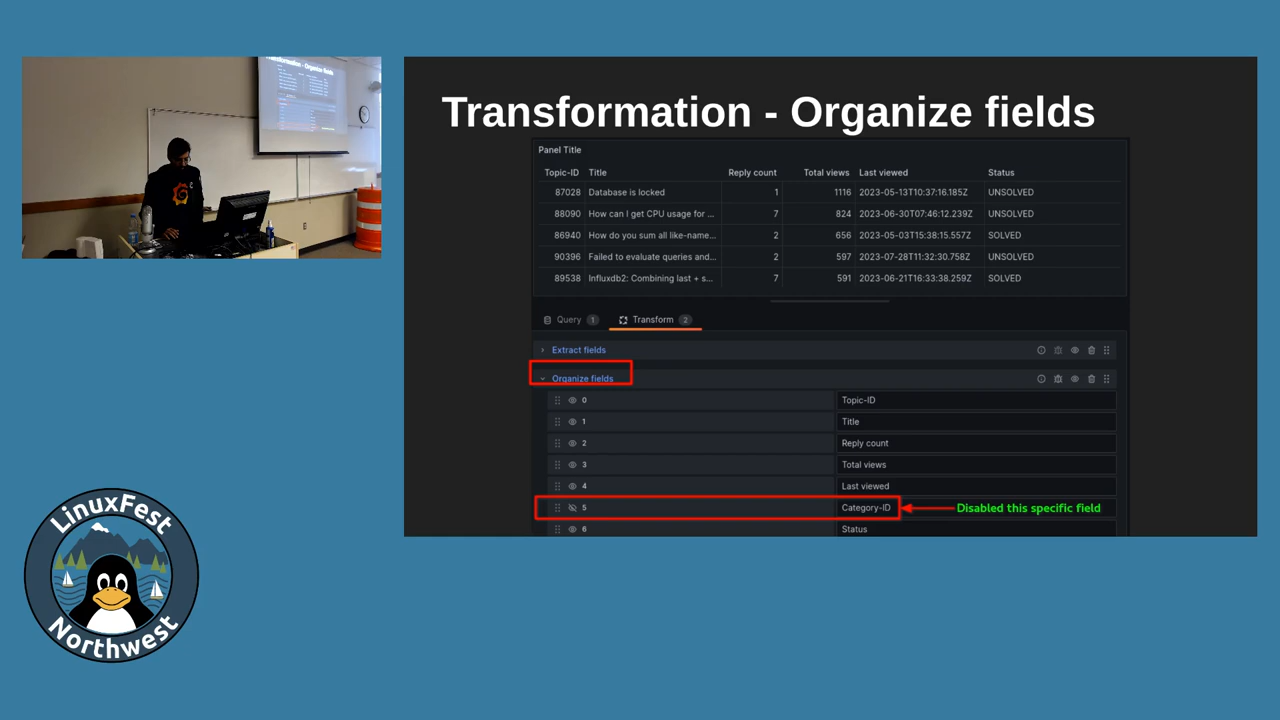 Transformation - Organize fields
Transformation - Organize fields
Panel Title
Topic-ID Title Reply count Total views Last viewed Status
87028 Database is locked 1 1116 2023-05-13T10:37:16.185Z UNSOLVED
88090 How can I get CPU usage for ... 7 824 2023-06-30T07:46:12.239Z UNSOLVED
86940 How do you sum all like-name... 2 656 2023-05-03T15:38:15.557Z SOLVED
90396 Failed to evaluate queries and... 2 597 2023-07-28T11:32:30.758Z UNSOLVED
89538 Influxdb2: Combining last + s... 7 591 2023-06-21T16:33:38.259Z SOLVED
Query 1 Transform 2
Extract fields
Organize fields
0 Topic-ID
1 Title
2 Reply count
3 Total views
4 Last viewed
5 Category-ID Disabled this specific field
6 Status
LinuxFest
Northwest